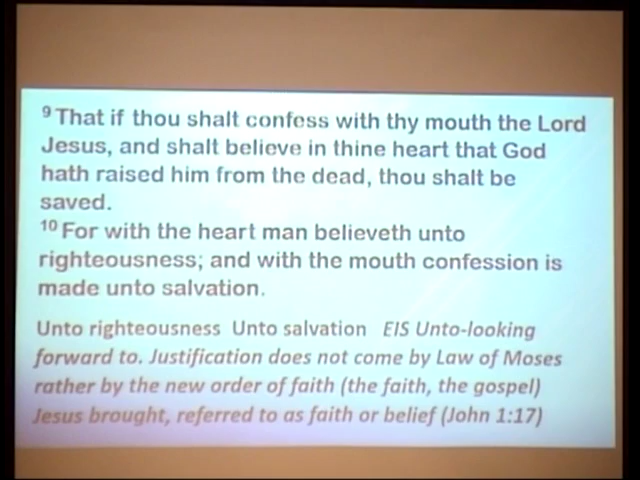 9 That if thou shalt confess with thy mouth the Lord
Jesus, and shalt believe in thine heart that God
hath raised him from the dead, thou shalt be
saved.
10 For with the heart man believeth unto
righteousness; and with the mouth confession is
made unto salvation.
Unto righteousness Unto salvation EIS Unto-looking
forward to. Justification does not come by Law of Moses
rather by the new order of faith (the faith, the gospel)
Jesus brought, referred to as faith or belief (John 1:17)